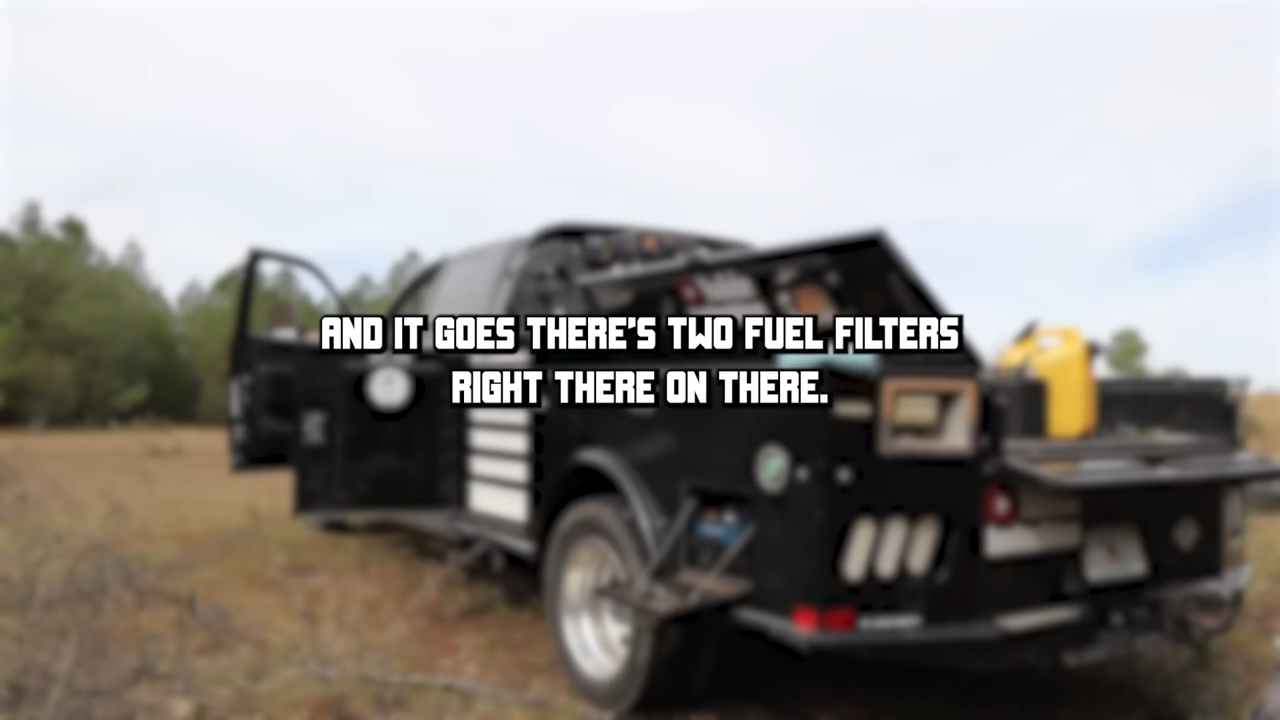 AND IT GOES THERE'S TWO FUEL FILTERS
RIGHT THERE ON THERE.